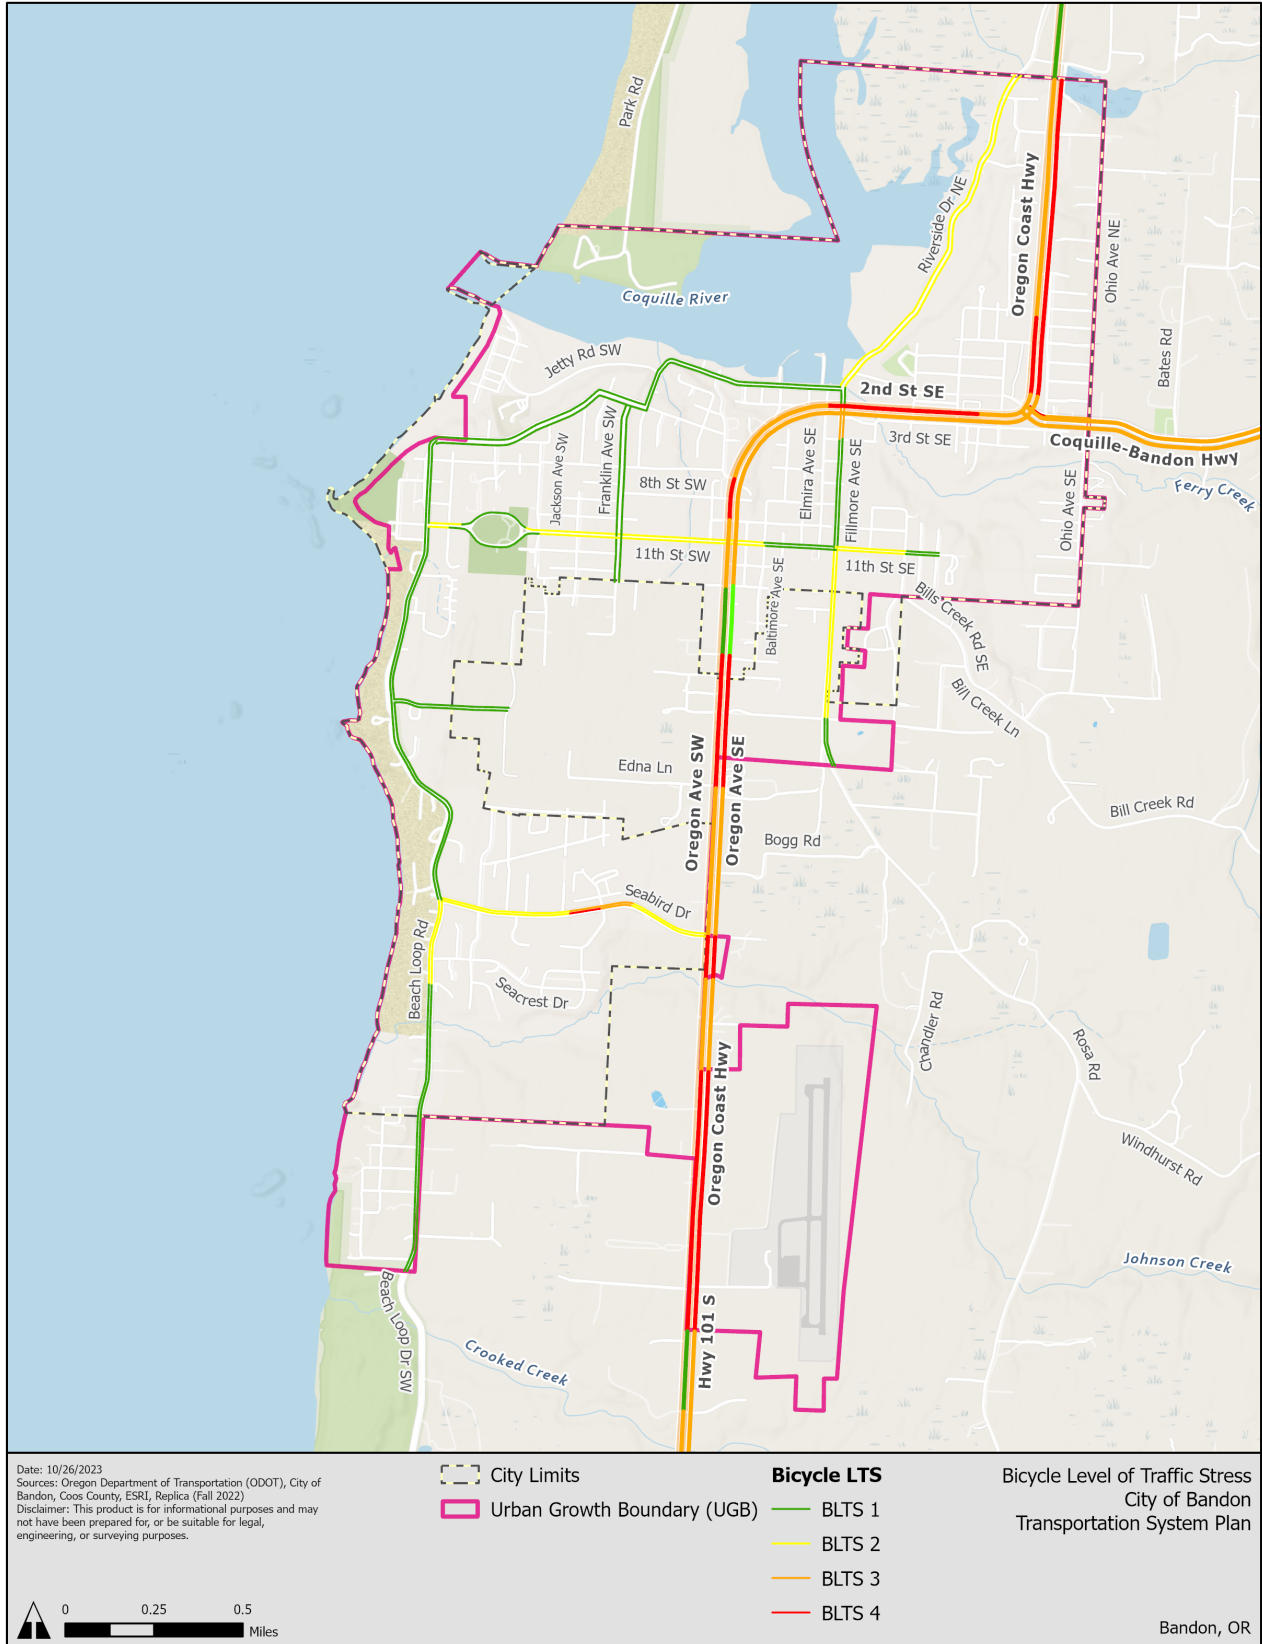 Park Rd
Riverside Dr NE
Oregon Coast Hwy
Ohio Ave NE
Coquille River
Bates Rd
Jetty Rd SW
2nd St SE
3rd St SE
Coquille-Bandon Hwy
Jackson Ave SW
Franklin Ave SW
8th St SW
Elmira Ave SE
Fillmore Ave SE
Ohio Ave SE
Ferry Creek
11th St SW
11th St SE
Baltimore Ave SE
Bills Creek Rd SE
Bill Creek Ln
Edna Ln
Oregon Ave SW
Oregon Ave SE
Bill Creek Rd
Bogg Rd
Seabird Dr
Beach Loop Rd
Seacrest Dr
Chandler Rd
Rosa Rd
Oregon Coast Hwy
Windhurst Rd
Johnson Creek
Beach Loop Dr SW
Crooked Creek
Hwy 101 S
Date: 10/26/2023
Sources: Oregon Department of Transportation (ODOT), City of
Bandon, Coos County, ESRI, Replica (Fall 2022)
Disclaimer: This product is for informational purposes and may
not have been prepared for, or be suitable for legal,
engineering, or surveying purposes.
0 0.25 0.5
Miles
City Limits
Urban Growth Boundary (UGB)
Bicycle LTS
BLTS 1
BLTS 2
BLTS 3
BLTS 4
Bicycle Level of Traffic Stress
City of Bandon
Transportation System Plan
Bandon, OR